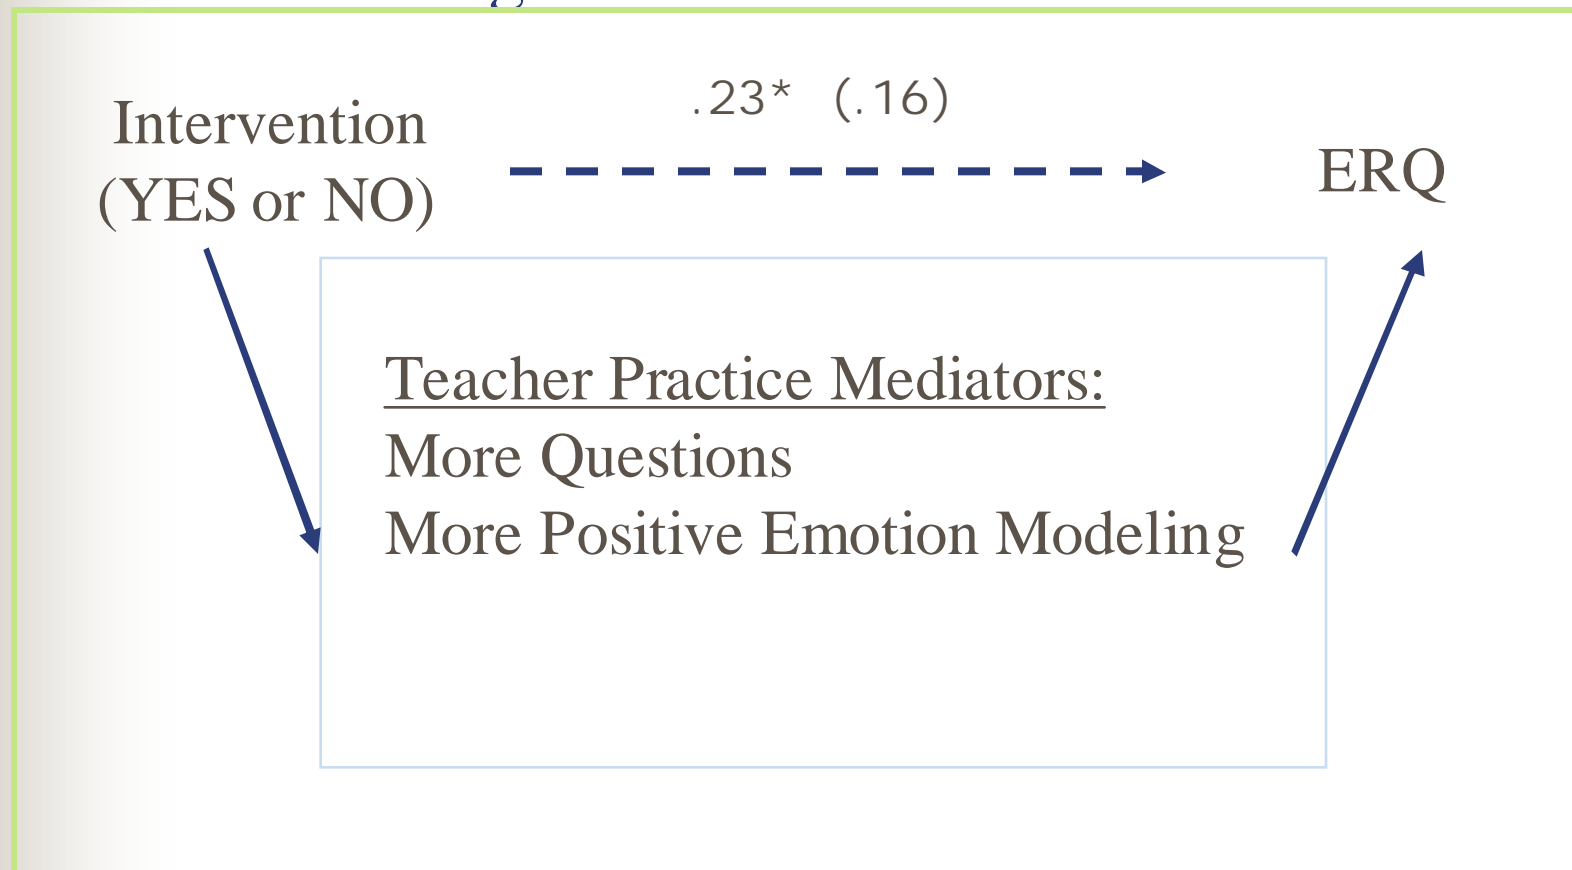 .23* (.16)
Intervention
(YES or NO)
ERQ
Teacher Practice Mediators:
More Questions
More Positive Emotion Modeling